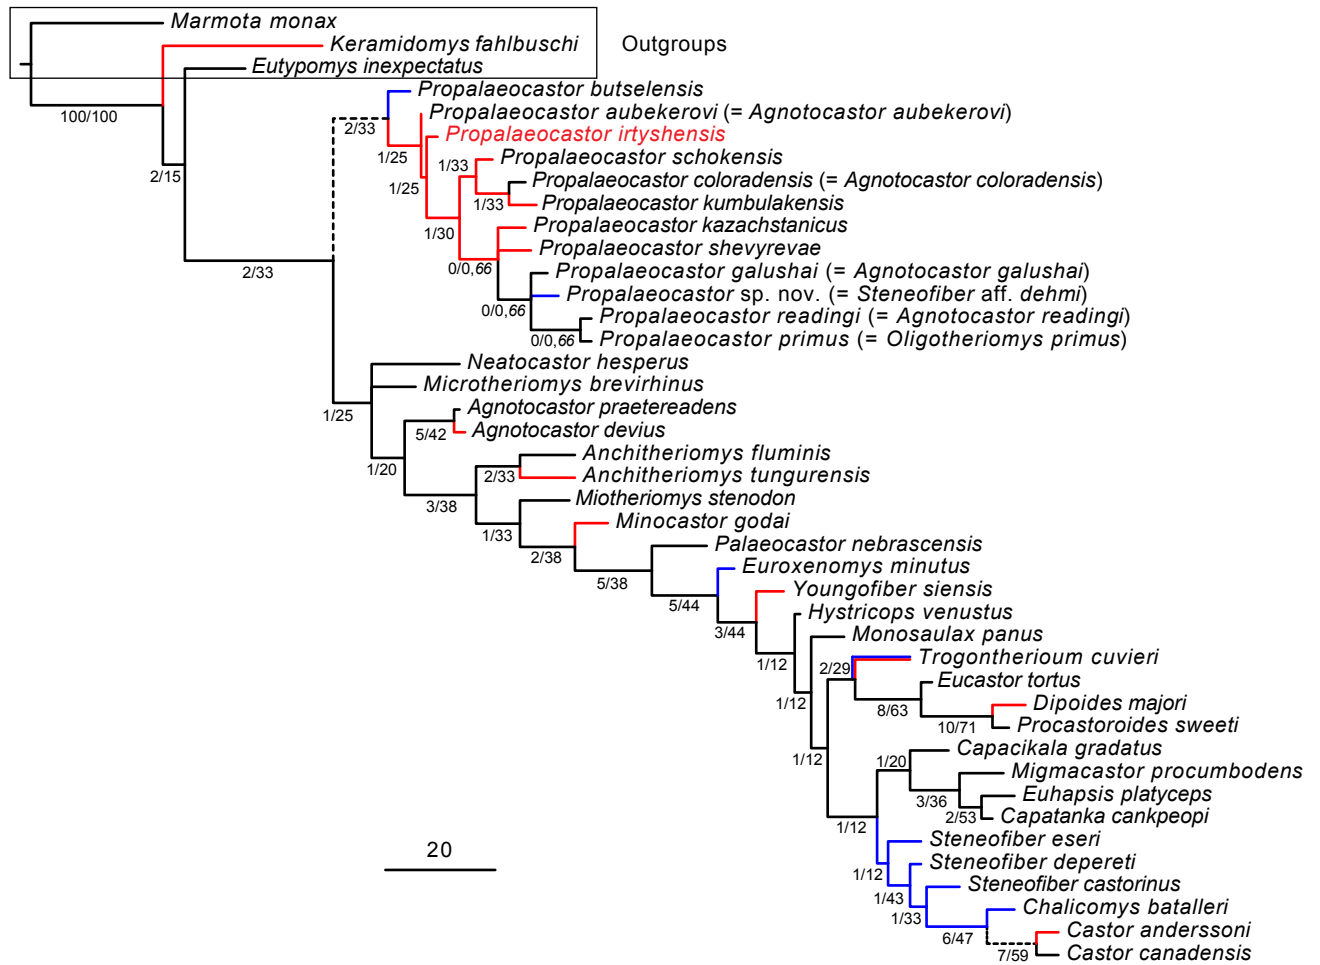 Marmota monax
Keramidomys fahlbuschi
Outgroups
Eutypomys inexpectatus
Propalaeocastor butselensis
100/100
Propalaeocastor aubekerovi (= Agnotocastor aubekerovi)
2/33
Propalaeocastor irtyshensis
1/25
Propalaeocastor schokensis
1/33
2/15
Propalaeocastor coloradensis (= Agnotocastor coloradensis)
1/25
Propalaeocastor kumbulakensis
1/33
Propalaeocastor kazachstanicus
1/30
Propalaeocastor shevyrevae
2/33
0/0,66
Propalaeocastor galushai (= Agnotocastor galushai)
Propalaeocastor sp. nov. (= Steneofiber aff. dehmi)
0/0,66
Propalaeocastor readingi (= Agnotocastor readingi)
0/0,66
Propalaeocastor primus (= Oligotheriomys primus)
Neatocastor hesperus
Microtheriomys brevirhinus
1/25
Agnotocastor praetereadens
5/42
Agnotocastor devius
Anchitheriomys fluminis
1/20
2/33
Anchitheriomys tungurensis
3/38
Miotheriomys stenodon
Minocastor godai
1/33
Palaeocastor nebrascensis
2/38
Euroxenomys minutus
5/38
Youngofiber siensis
5/44
Hystricops venustus
3/44
Monosaulax panus
1/12
Trogontherioum cuvieri
2/29
Eucastor tortus
1/12
Dipoides majori
8/63
10/71
Procastoroides sweeti
Capacikala gradatus
1/12
1/20
Migmacastor procumbodens
3/36
Euhapsis platyceps
2/53
Capatanka cankpeopi
1/12
Steneofiber eseri
20
Steneofiber depereti
1/12
Steneofiber castorinus
1/43
Chalicomys batalleri
1/33
Castor anderssoni
6/47
Castor canadensis
7/59